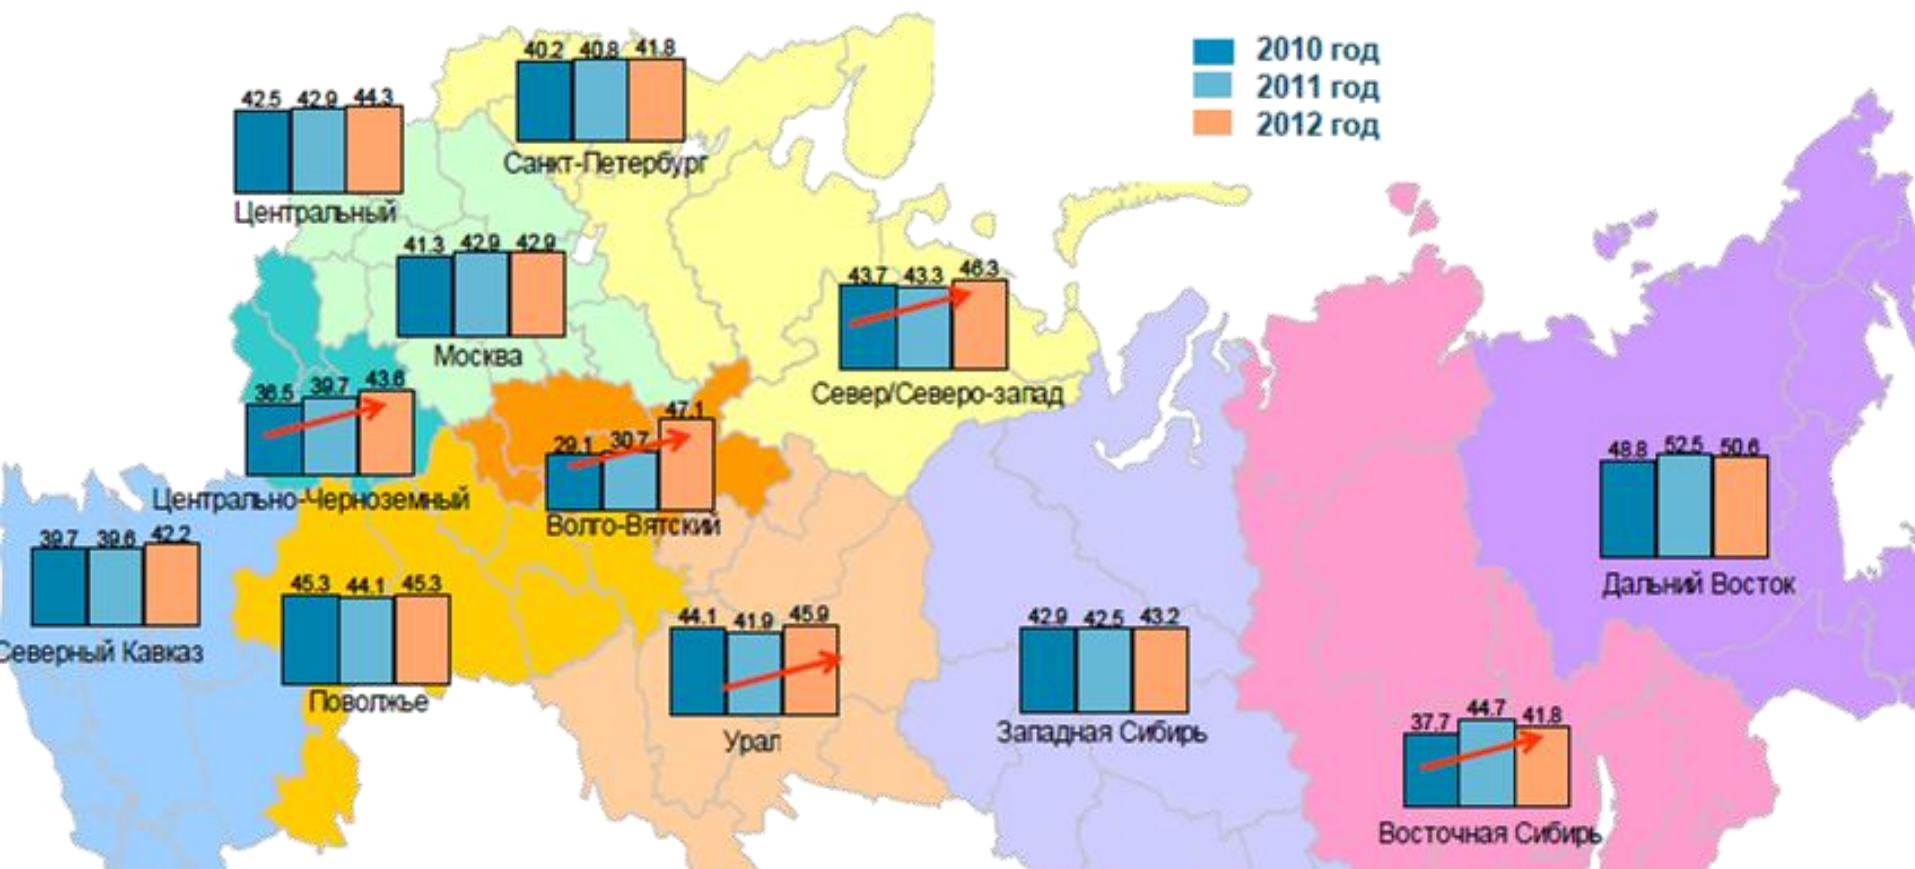 2010 год
2011 год
2012 год
40.2 40.8 41.8
Санкт-Петербург
42.5 42.9 44.3
Центральный
41.3 42.9 42.9
Москва
43.7 43.3 46.3
Север/Северо-запад
36.5 39.7 43.6
Центрально-Черноземный
29.1 30.7 47.1
Волго-Вятский
48.8 52.5 50.6
Дальний Восток
39.7 39.6 42.2
Северный Кавказ
45.3 44.1 45.3
Поволжье
44.1 41.9 45.9
Урал
42.9 42.5 43.2
Западная Сибирь
37.7 44.7 41.8
Восточная Сибирь